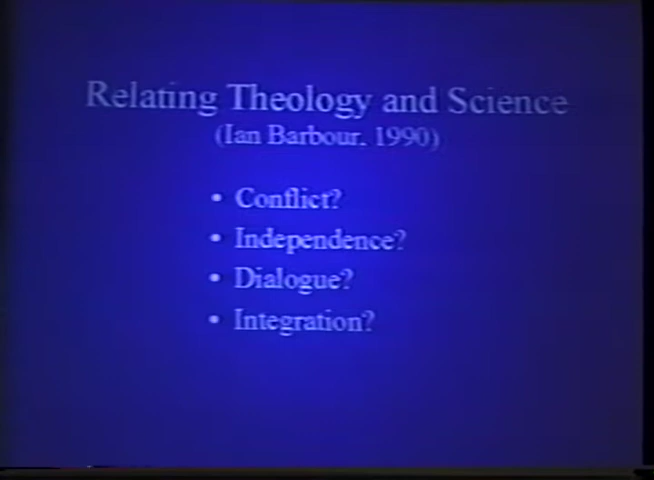 Relating Theology and Science
(Ian Barbour, 1990)
• Conflict?
• Independence?
• Dialogue?
• Integration?